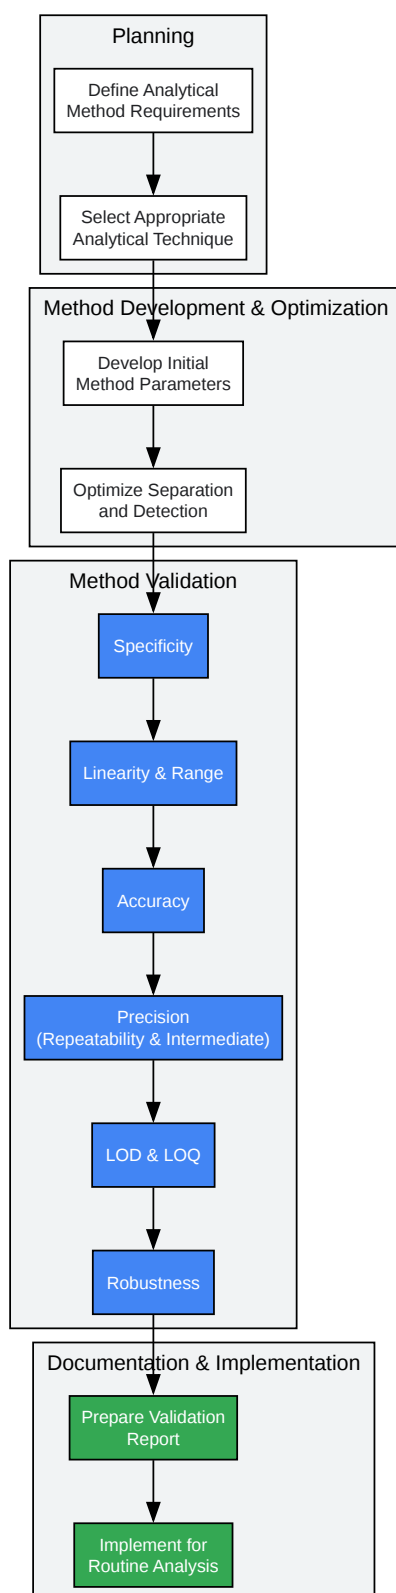 Planning
Define Analytical
Method Requirements
Select Appropriate
Analytical Technique
Method Development & Optimization
Develop Initial
Method Parameters
Optimize Separation
and Detection
Method Validation
Specificity
Linearity & Range
Accuracy
Precision
(Repeatability & Intermediate)
LOD & LOQ
Robustness
Documentation & Implementation
Prepare Validation
Report
Implement for
Routine Analysis